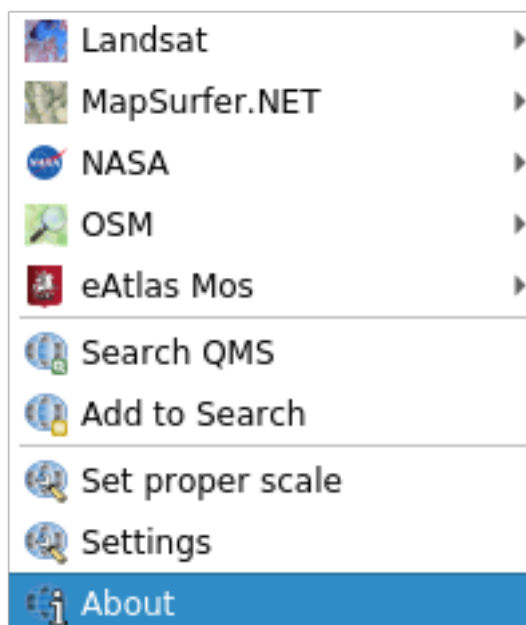 Landsat
MapSurfer.NET
NASA
OSM
eAtlas Mos
Search QMS
Add to Search
Set proper scale
Settings
About